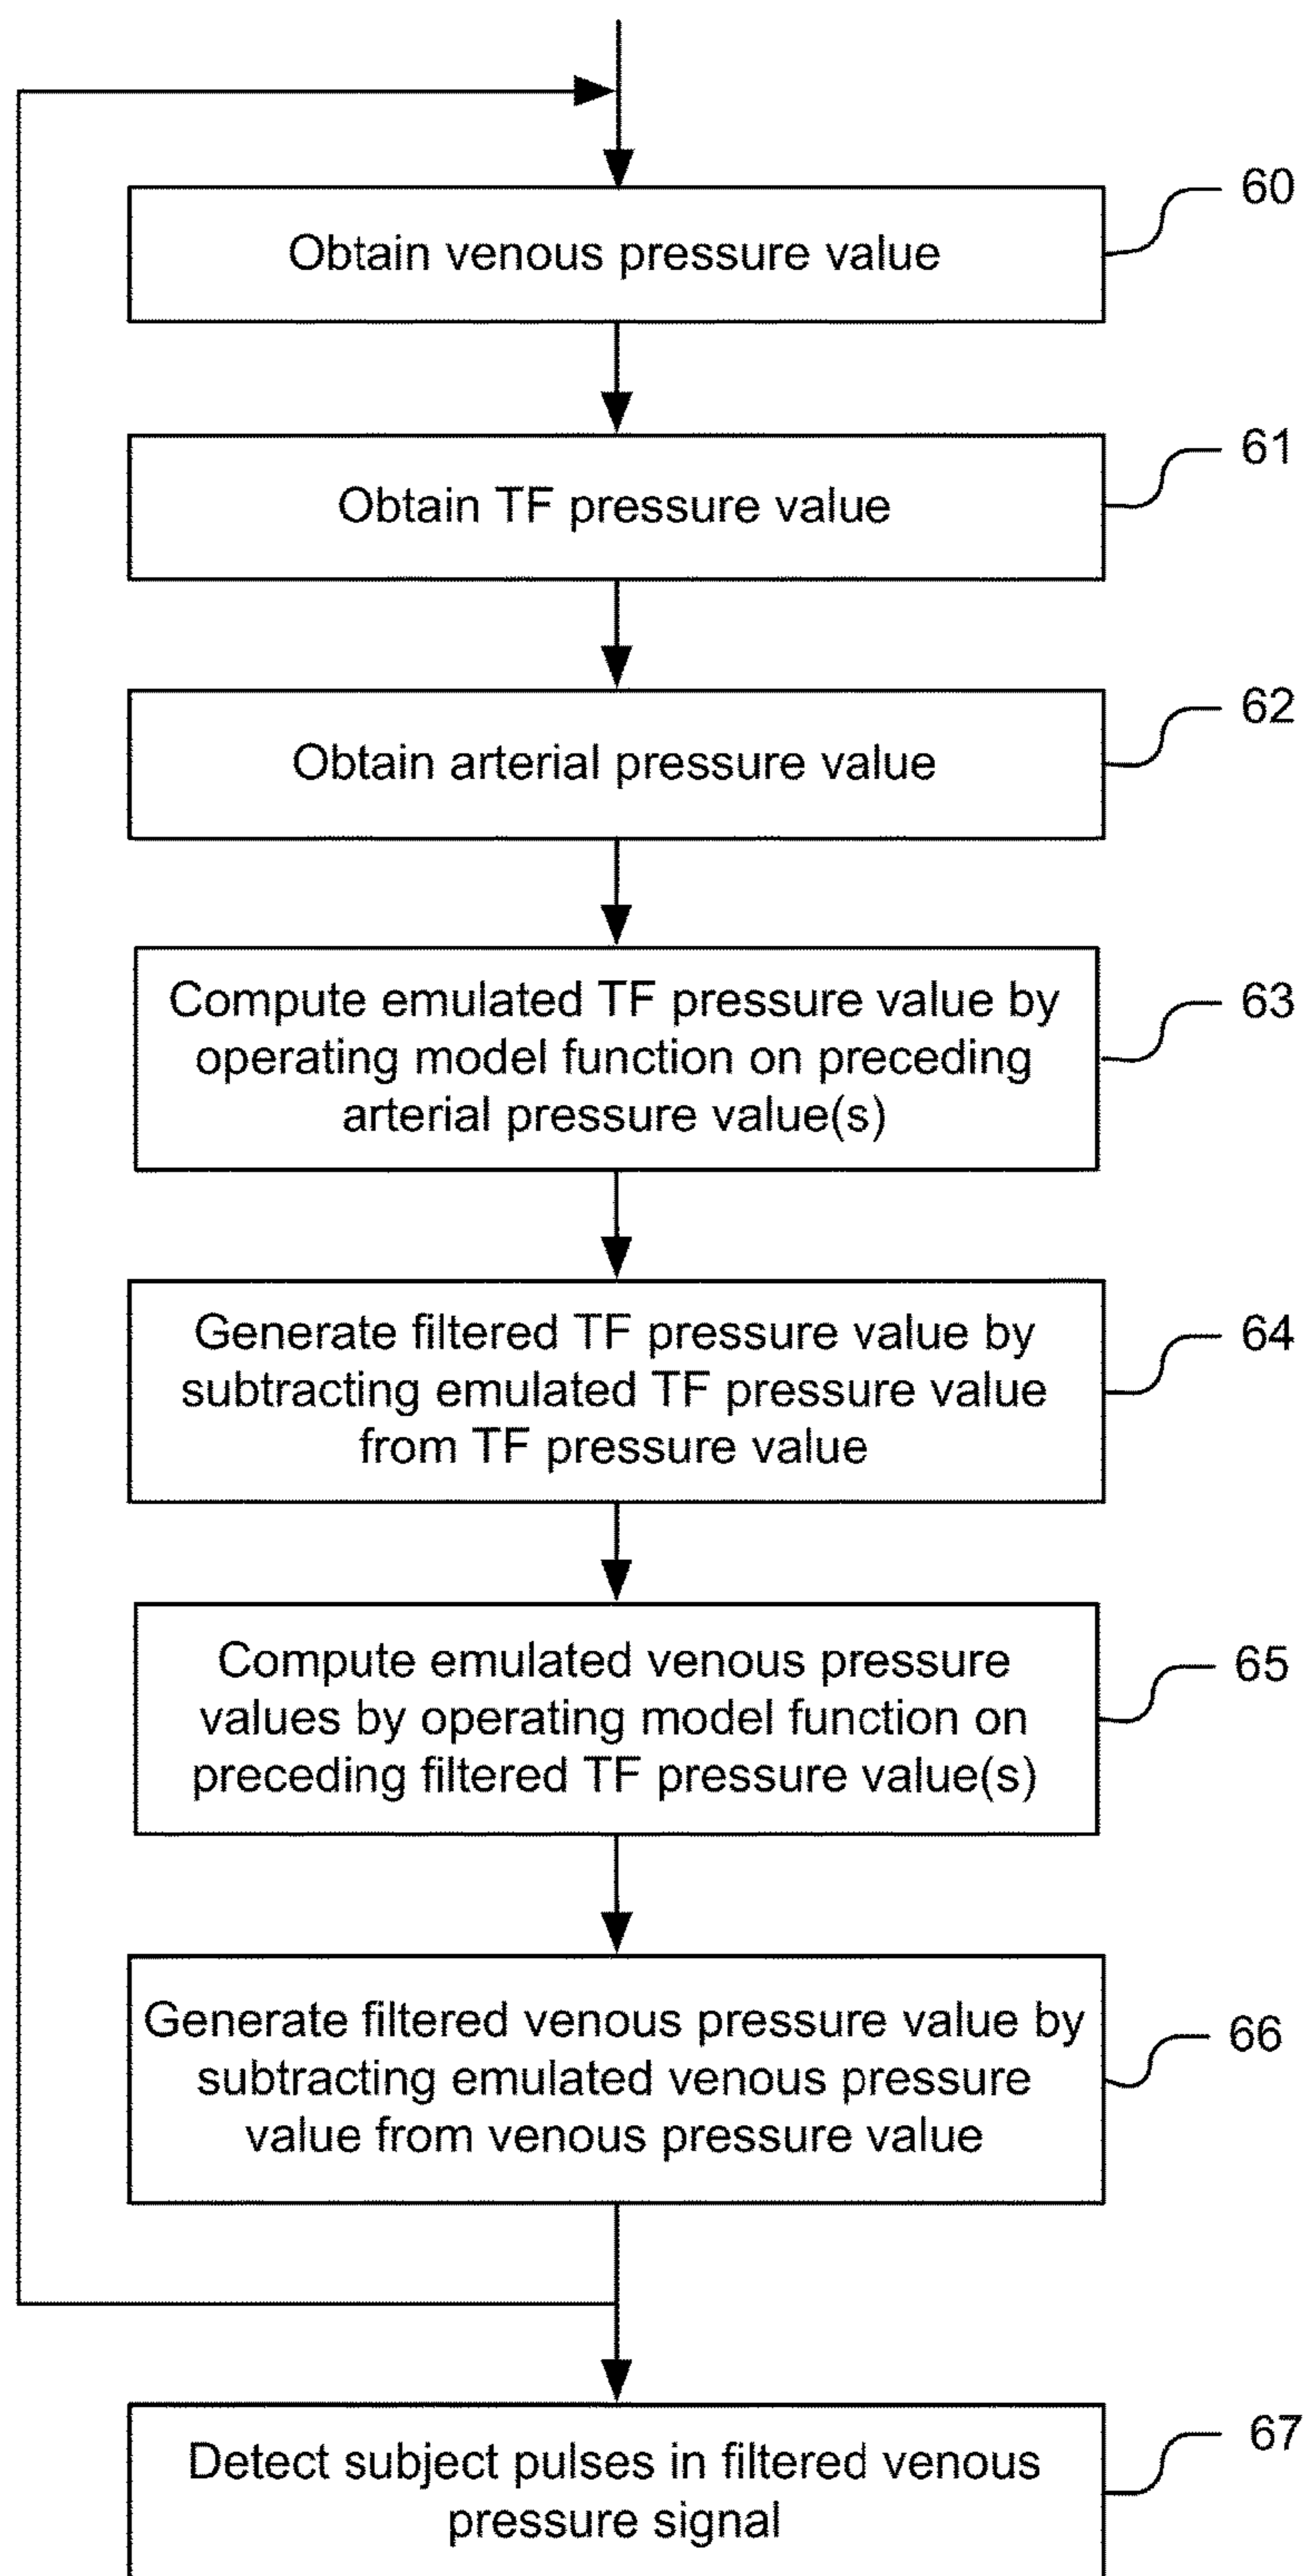 60
Obtain venous pressure value
61
Obtain TF pressure value
62
Obtain arterial pressure value
63
Compute emulated TF pressure value by
operating model function on preceding
arterial pressure value(s)
64
Generate filtered TF pressure value by
subtracting emulated TF pressure value
from TF pressure value
65
Compute emulated venous pressure
values by operating model function on
preceding filtered TF pressure value(s)
66
Generate filtered venous pressure value by
subtracting emulated venous pressure
value from venous pressure value
67
Detect subject pulses in filtered venous
pressure signal